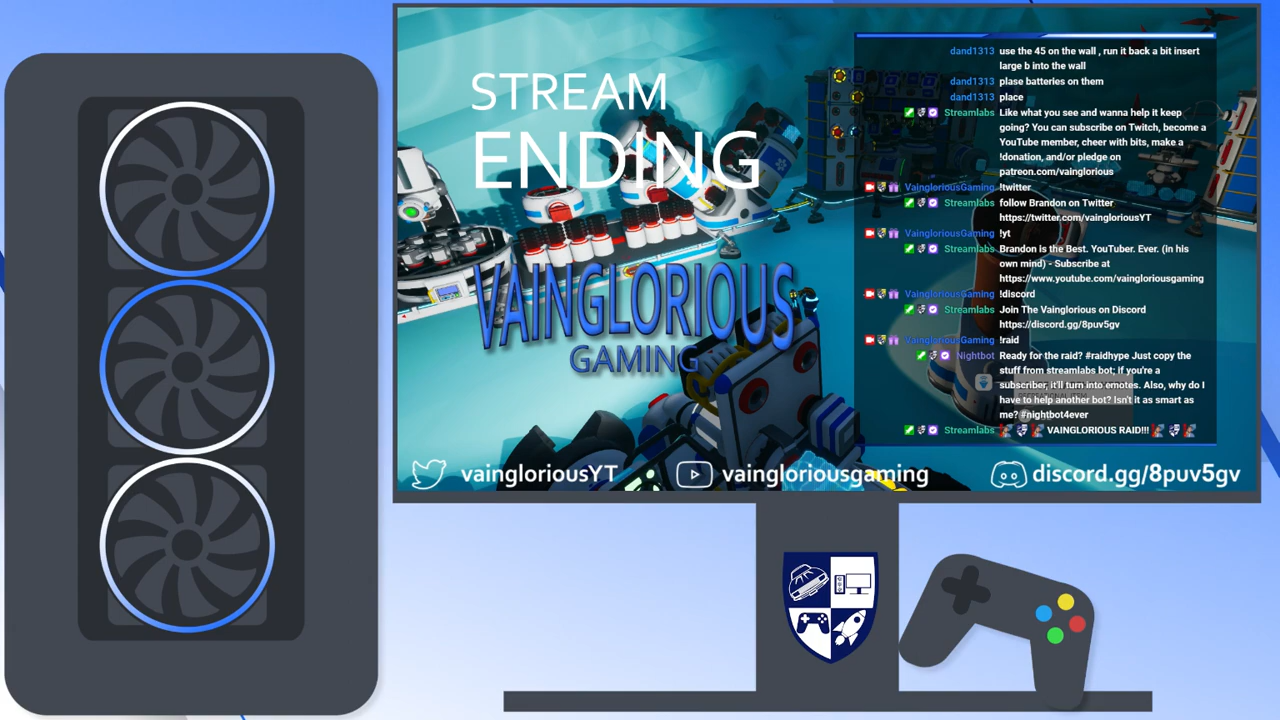 STREAM
ENDING
VAINGLORIOUS
GAMING
dand1313 use the 45 on the wall , run it back a bit insert
large b into the wall
dand1313 plase batteries on them
dand1313 place
Streamlabs Like what you see and wanna help it keep
going? You can subscribe on Twitch, become a
YouTube member, cheer with bits, make a
!donation, and/or pledge on
patreon.com/vainglorious
VaingloriousGaming !twitter
Streamlabs follow Brandon on Twitter
https://twitter.com/vaingloriousYT
VaingloriousGaming !yt
Streamlabs Brandon is the Best. YouTuber. Ever. (in his
own mind) - Subscribe at
https://www.youtube.com/vaingloriousgaming
VaingloriousGaming !discord
Streamlabs Join The Vainglorious on Discord
https://discord.gg/8puv5gv
VaingloriousGaming !raid
Nightbot Ready for the raid? #raidhype Just copy the
stuff from streamlabs bot; if you're a
subscriber, it'll turn into emotes. Also, why do I
have to help another bot? Isn't it as smart as
me? #nightbot4ever
Streamlabs VAINGLORIOUS RAID!!!
vaingloriousYT
vaingloriousgaming
discord.gg/8puv5gv